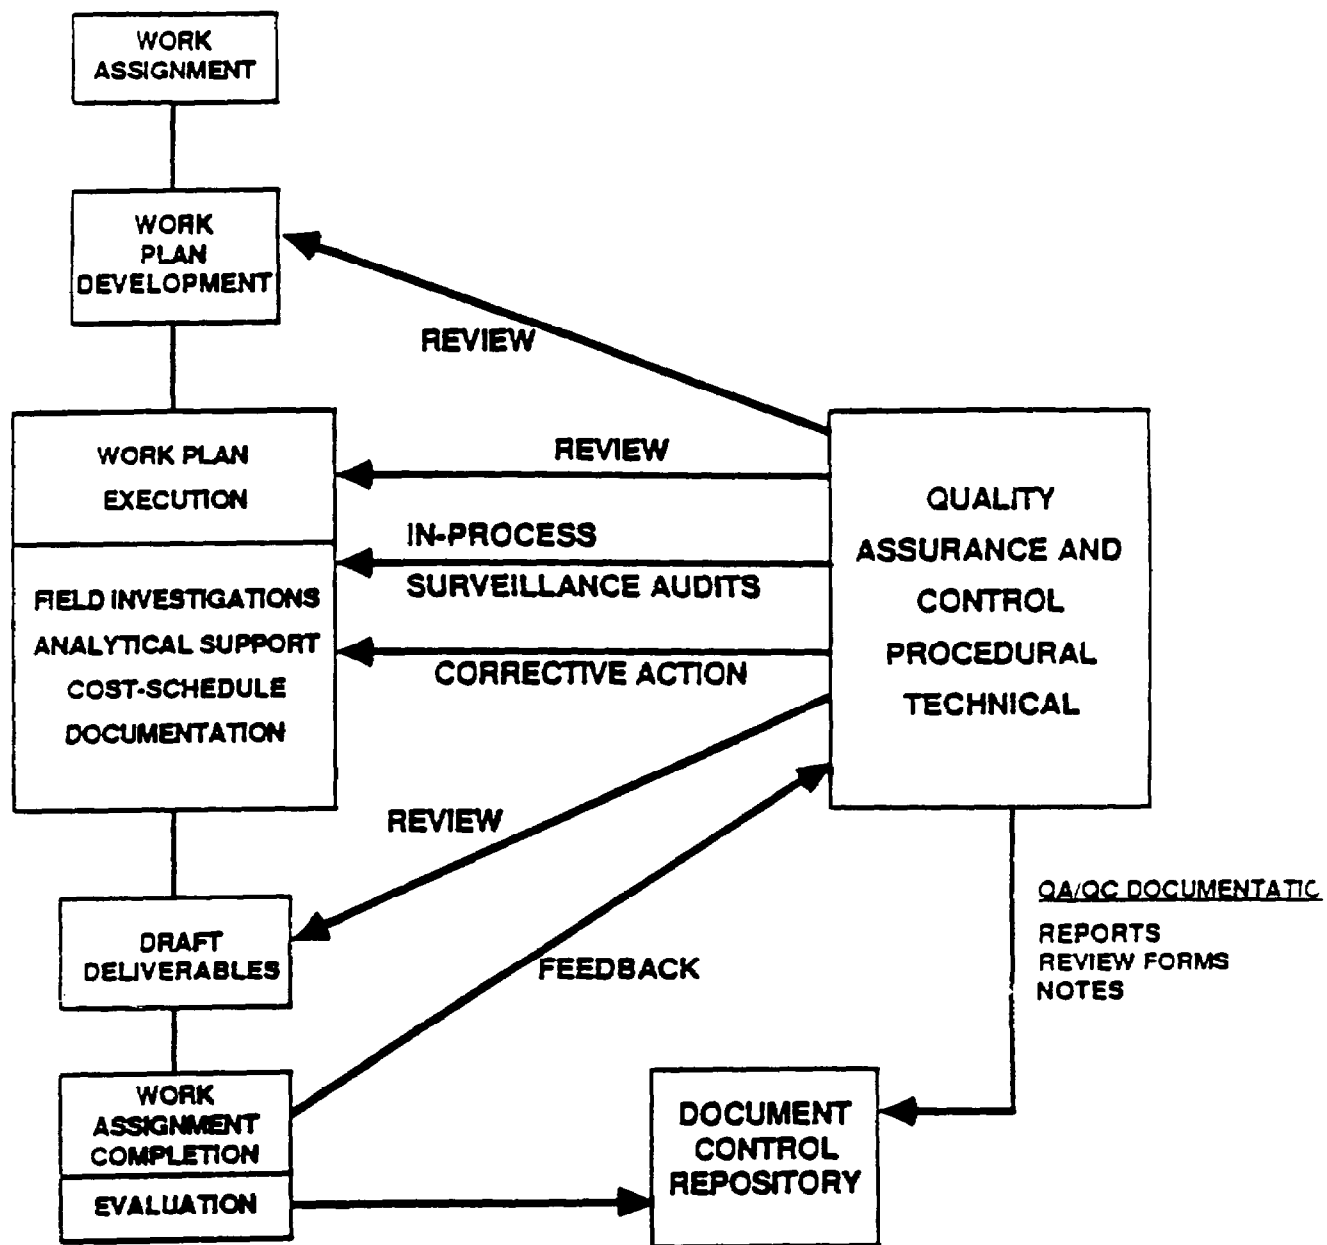 WORK
ASSIGNMENT
WORK
PLAN
DEVELOPMENT
REVIEW
WORK PLAN
EXECUTION
REVIEW
IN-PROCESS
SURVEILLANCE AUDITS
CORRECTIVE ACTION
FIELD INVESTIGATIONS
ANALYTICAL SUPPORT
COST-SCHEDULE
DOCUMENTATION
QUALITY
ASSURANCE AND
CONTROL
PROCEDURAL
TECHNICAL
REVIEW
DRAFT
DELIVERABLES
FEEDBACK
QA/QC DOCUMENTATIC
REPORTS
REVIEW FORMS
NOTES
WORK
ASSIGNMENT
COMPLETION
EVALUATION
DOCUMENT
CONTROL
REPOSITORY